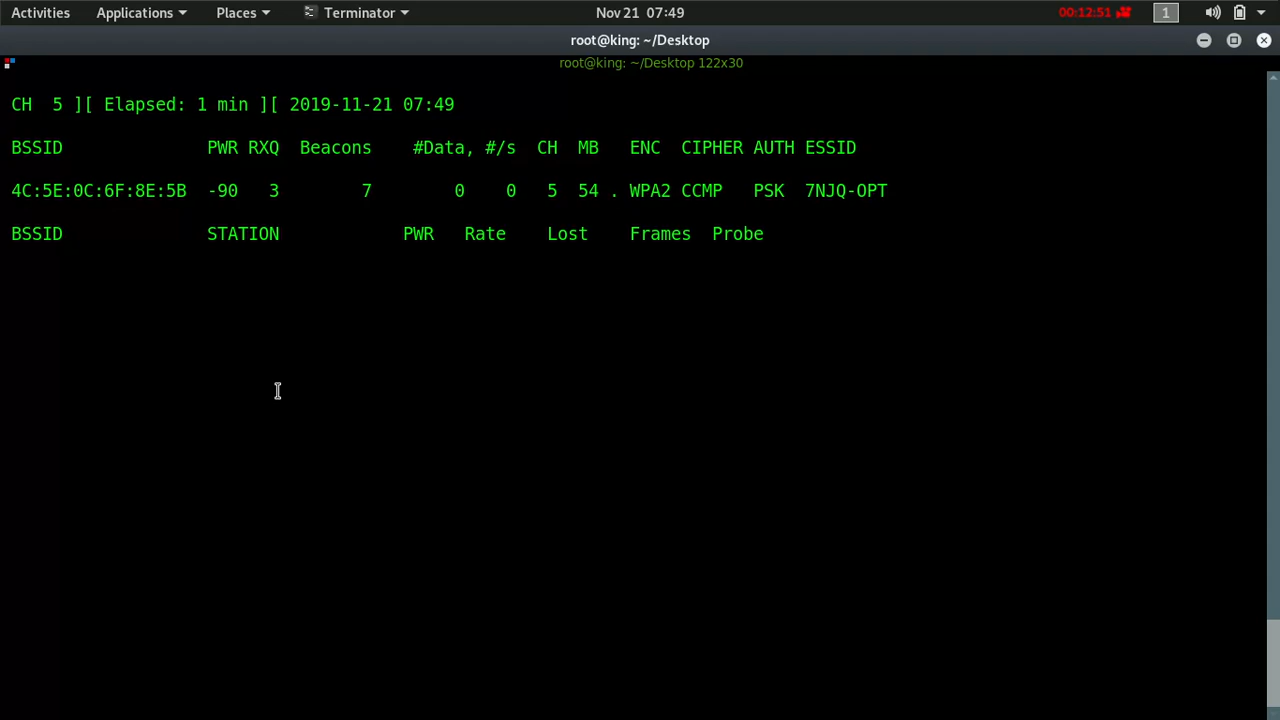 Activities Applications Places Terminator Nov 21 07:49 00:12:51 1
root@king: ~/Desktop
root@king: ~/Desktop 122x30
CH 5 ][ Elapsed: 1 min ][ 2019-11-21 07:49
BSSID PWR RXQ Beacons #Data, #/s CH MB ENC CIPHER AUTH ESSID
4C:5E:0C:6F:8E:5B -90 3 7 0 0 5 54 . WPA2 CCMP PSK 7NJQ-OPT
BSSID STATION PWR Rate Lost Frames Probe